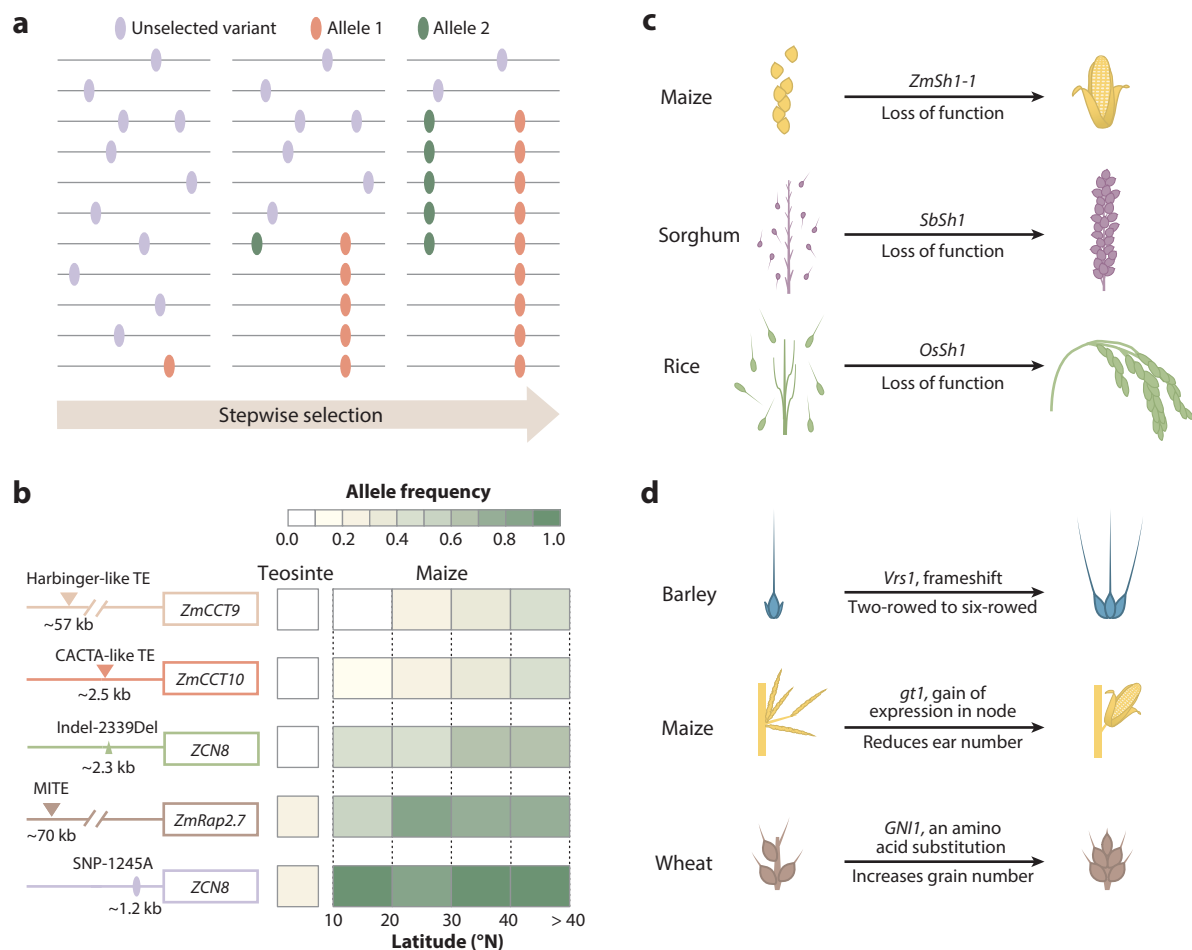 a
Unselected variant
Allele 1
Allele 2
Stepwise selection
b
Allele frequency
0.0 0.2 0.4 0.6 0.8 1.0
Teosinte
Maize
Harbinger-like TE
~57 kb
ZmCCT9
CACTA-like TE
~2.5 kb
ZmCCT10
Indel-2339Del
~2.3 kb
ZCN8
MITE
~70 kb
ZmRap2.7
SNP-1245A
~1.2 kb
ZCN8
10 20 30 40 > 40
Latitude (°N)
c
Maize
ZmSh1-1
Loss of function
Sorghum
SbSh1
Loss of function
Rice
OsSh1
Loss of function
d
Barley
Vrs1, frameshift
Two-rowed to six-rowed
Maize
gt1, gain of
expression in node
Reduces ear number
Wheat
GNI1, an amino
acid substitution
Increases grain number